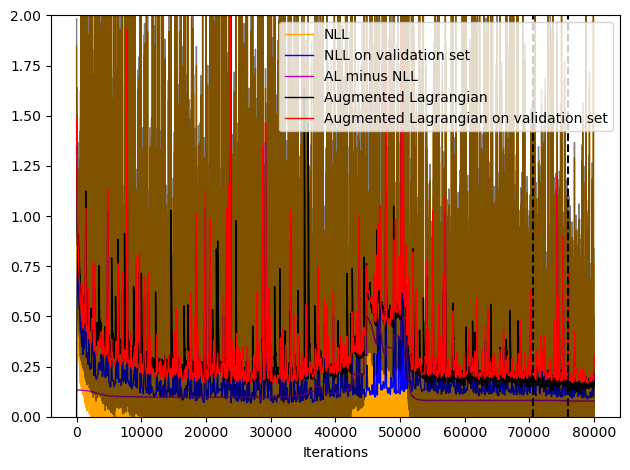 2.00
1.75
1.50
1.25
1.00
0.75
0.50
0.25
0.00
NLL
NLL on validation set
AL minus NLL
Augmented Lagrangian
Augmented Lagrangian on validation set
0 10000 20000 30000 40000 50000 60000 70000 80000
Iterations